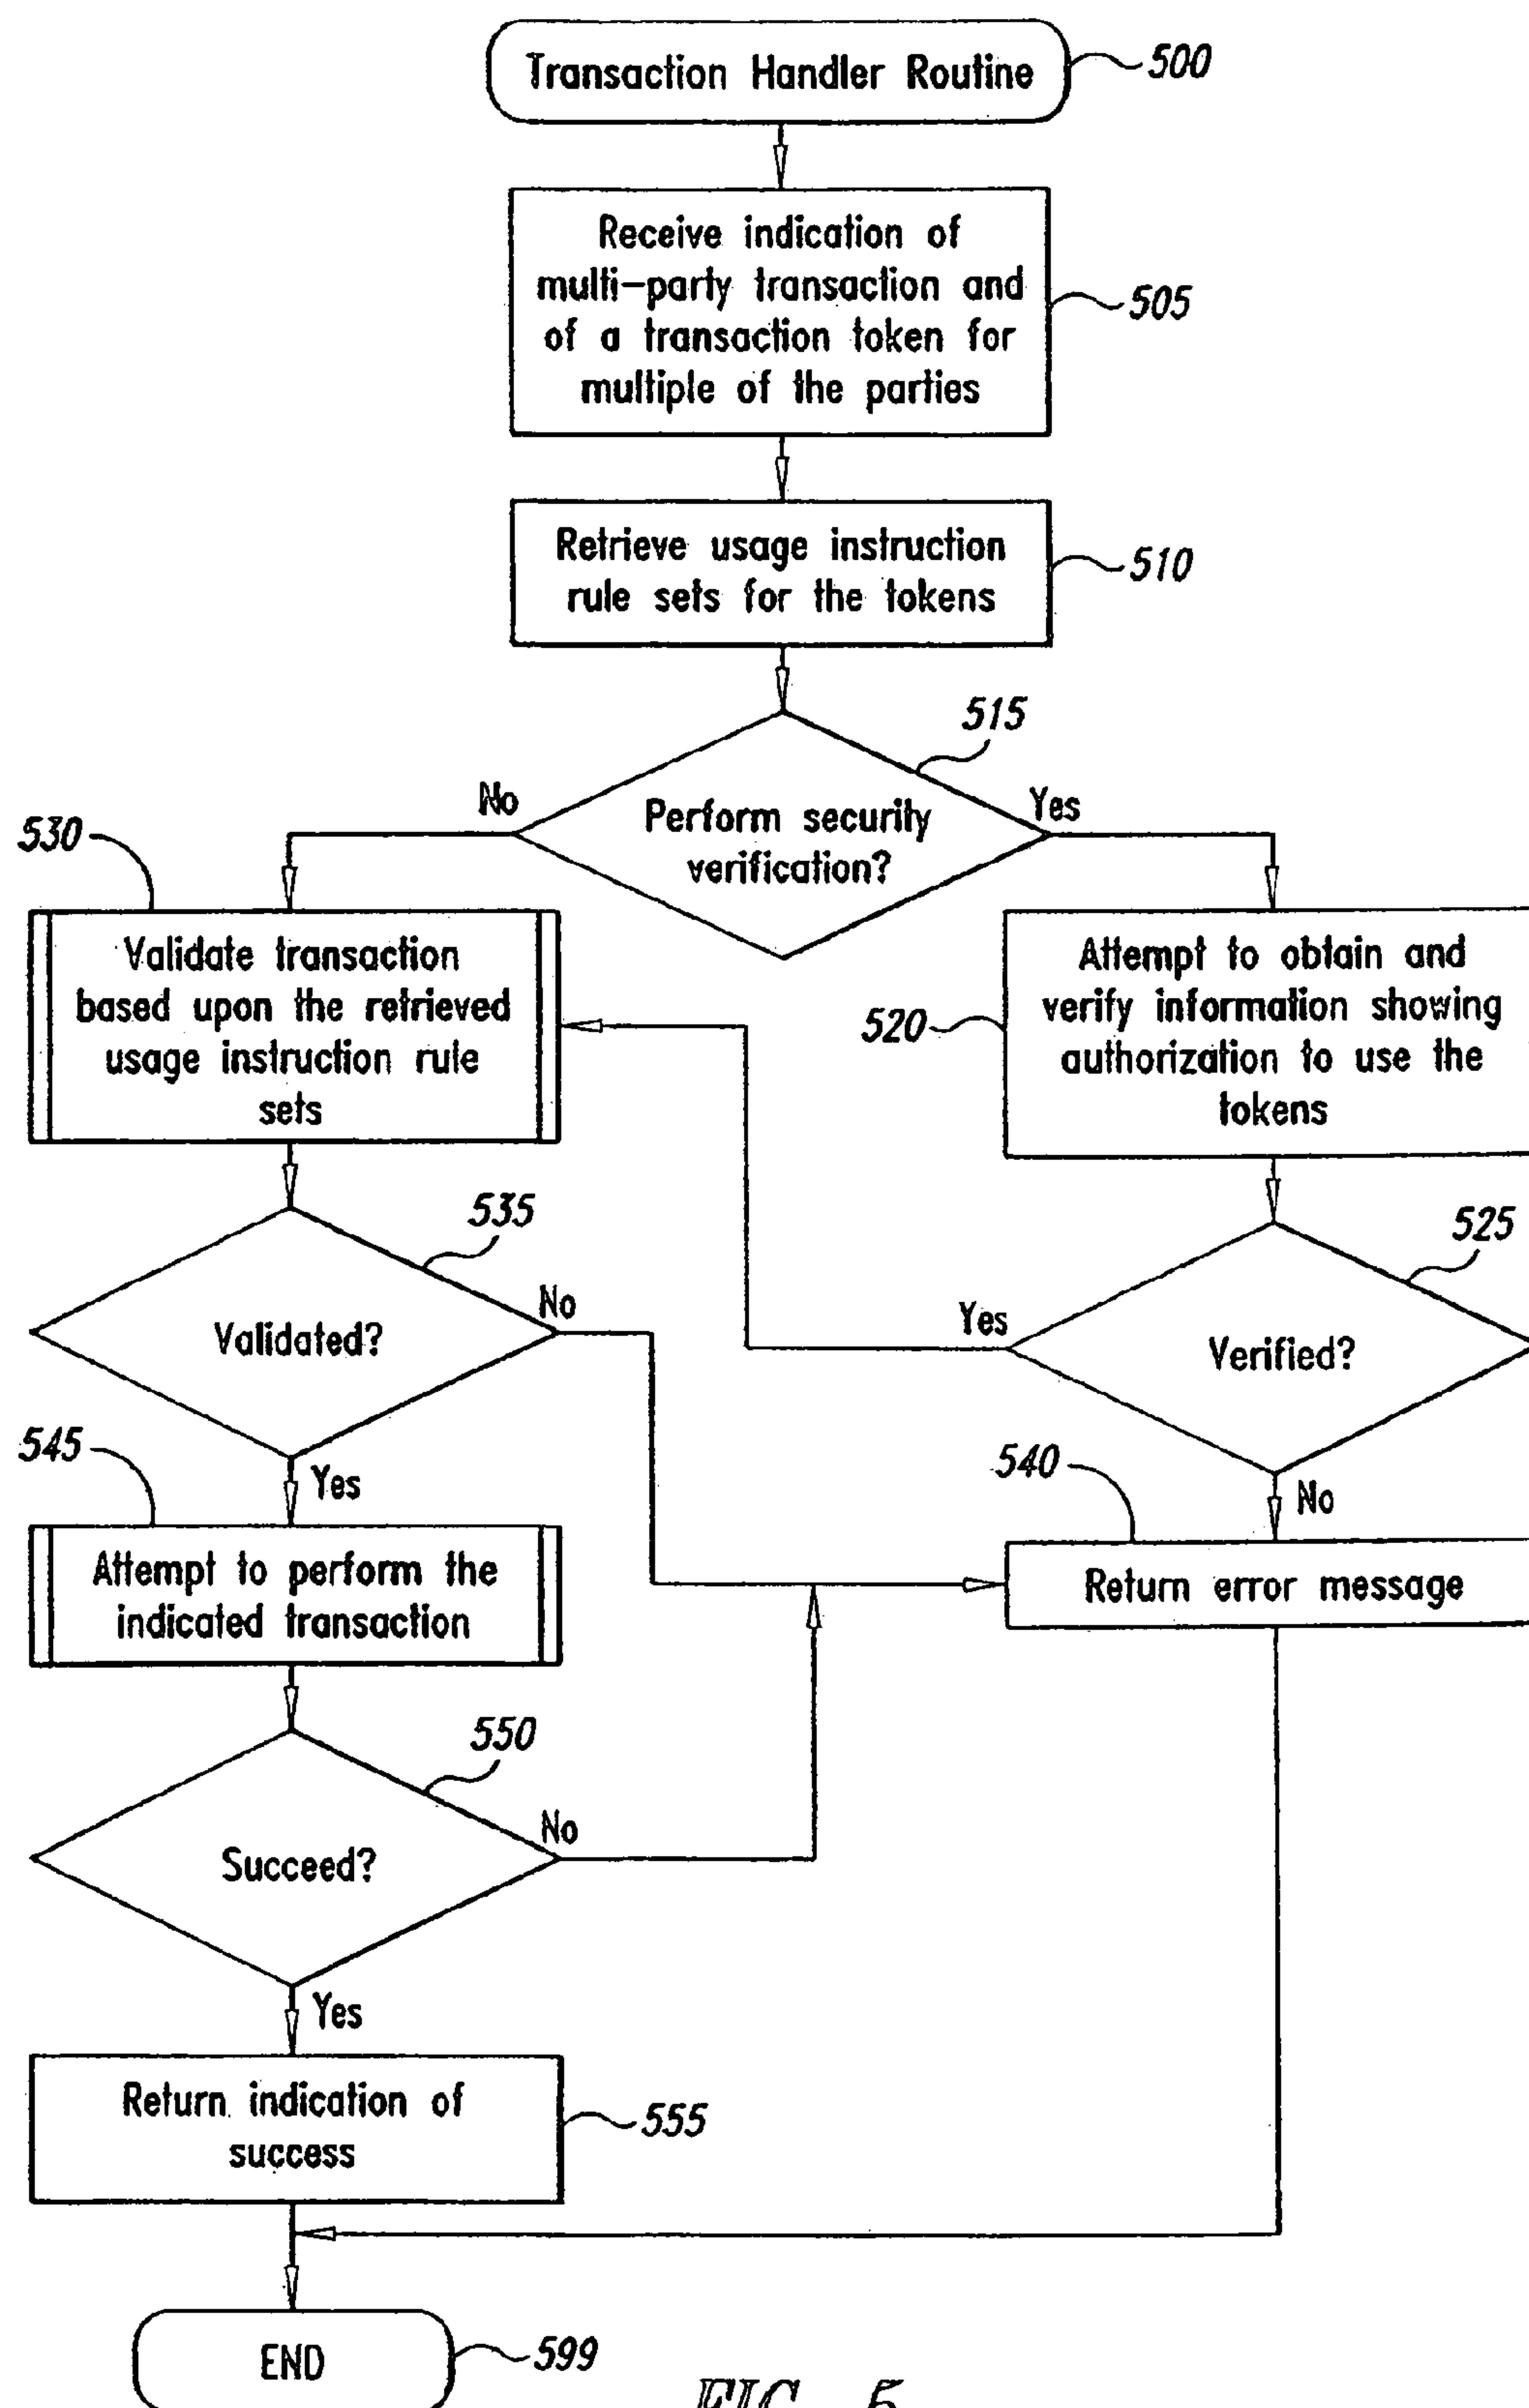 Transaction Handler Routine
500
Receive indication of
multi-party transaction and
of a transaction token for
multiple of the parties
505
Retrieve usage instruction
rule sets for the tokens
510
515
Perform security
verification?
No
Yes
530
Validate transaction
based upon the retrieved
usage instruction rule
sets
520
Attempt to obtain and
verify information showing
authorization to use the
tokens
535
Validated?
No
525
Yes
Verified?
545
Yes
540
No
Attempt to perform the
indicated transaction
Return error message
550
Succeed?
No
Yes
Return indication of
success
555
END
599
FIG. 5